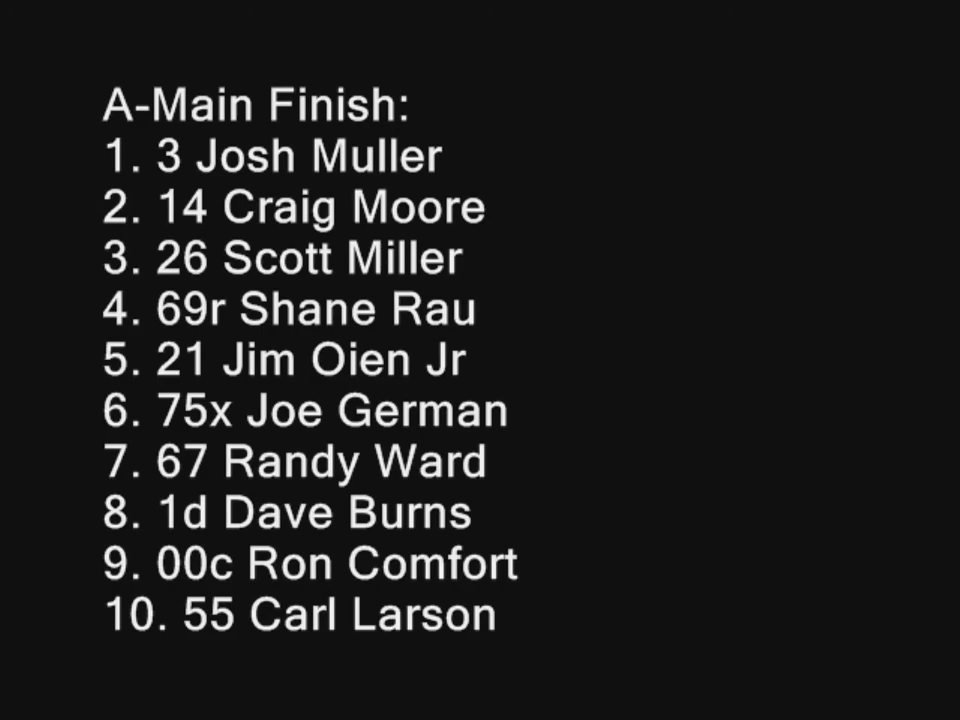 A-Main Finish:
1. 3 Josh Muller
2. 14 Craig Moore
3. 26 Scott Miller
4. 69r Shane Rau
5. 21 Jim Oien Jr
6. 75x Joe German
7. 67 Randy Ward
8. 1d Dave Burns
9. 00c Ron Comfort
10. 55 Carl Larson